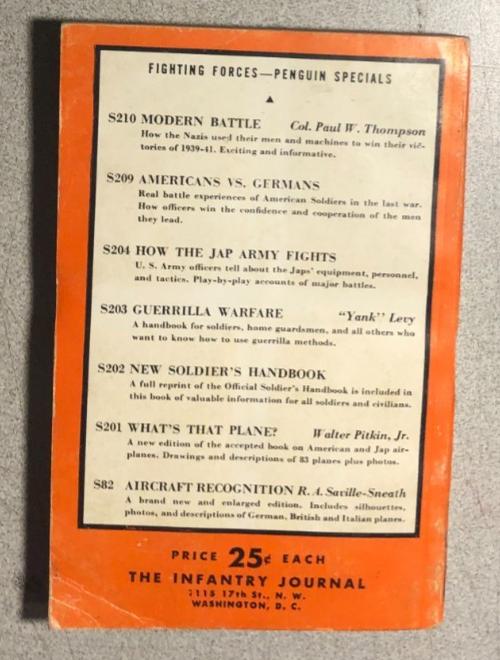 FIGHTING FORCES—PENGUIN SPECIALS
S210 MODERN BATTLE Col. Paul W. Thompson
How the Nazis used their men and machines to win their vic-
tories of 1939-41. Exciting and informative.
S209 AMERICANS VS. GERMANS
Real battle experiences of American Soldiers in the last war.
How officers win the confidence and cooperation of the men
they lead.
S204 HOW THE JAP ARMY FIGHTS
U. S. Army officers tell about the Japs' equipment, personnel,
and tactics. Play-by-play accounts of major battles.
S203 GUERRILLA WARFARE "Yank" Levy
A handbook for soldiers, home guardsmen, and all others who
want to know how to use guerrilla methods.
S202 NEW SOLDIER'S HANDBOOK
A full reprint of the Official Soldier's Handbook is included in
this book of valuable information for all soldiers and civilians.
S201 WHAT'S THAT PLANE? Walter Pitkin, Jr.
A new edition of the accepted book on American and Jap air-
planes. Drawings and descriptions of 83 planes plus photos.
S82 AIRCRAFT RECOGNITION R. A. Saville-Sneath
A brand new and enlarged edition. Includes silhouettes,
photos, and descriptions of German, British and Italian planes.
PRICE 25¢ EACH
THE INFANTRY JOURNAL
1115 17th St., N. W.
WASHINGTON, D. C.